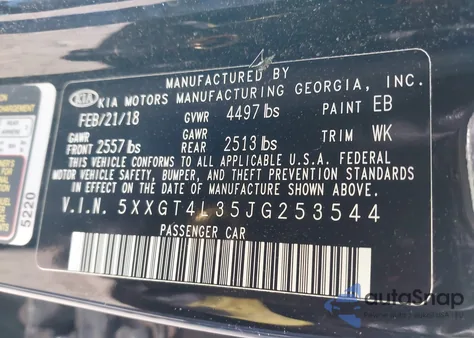 MANUFACTURED BY
KIA KIA MOTORS MANUFACTURING GEORGIA, INC.
FEB/21/18 GVWR 4497 lbs PAINT EB
GAWR FRONT 2557 lbs GAWR REAR 2513 lbs TRIM WK
THIS VEHICLE CONFORMS TO ALL APPLICABLE U.S.A. FEDERAL
MOTOR VEHICLE SAFETY, BUMPER, AND THEFT PREVENTION STANDARDS
IN EFFECT ON THE DATE OF MANUFACTURE SHOWN ABOVE.
V.I.N. 5XXGT4L35JG253544
PASSENGER CAR
5220
autoSnap